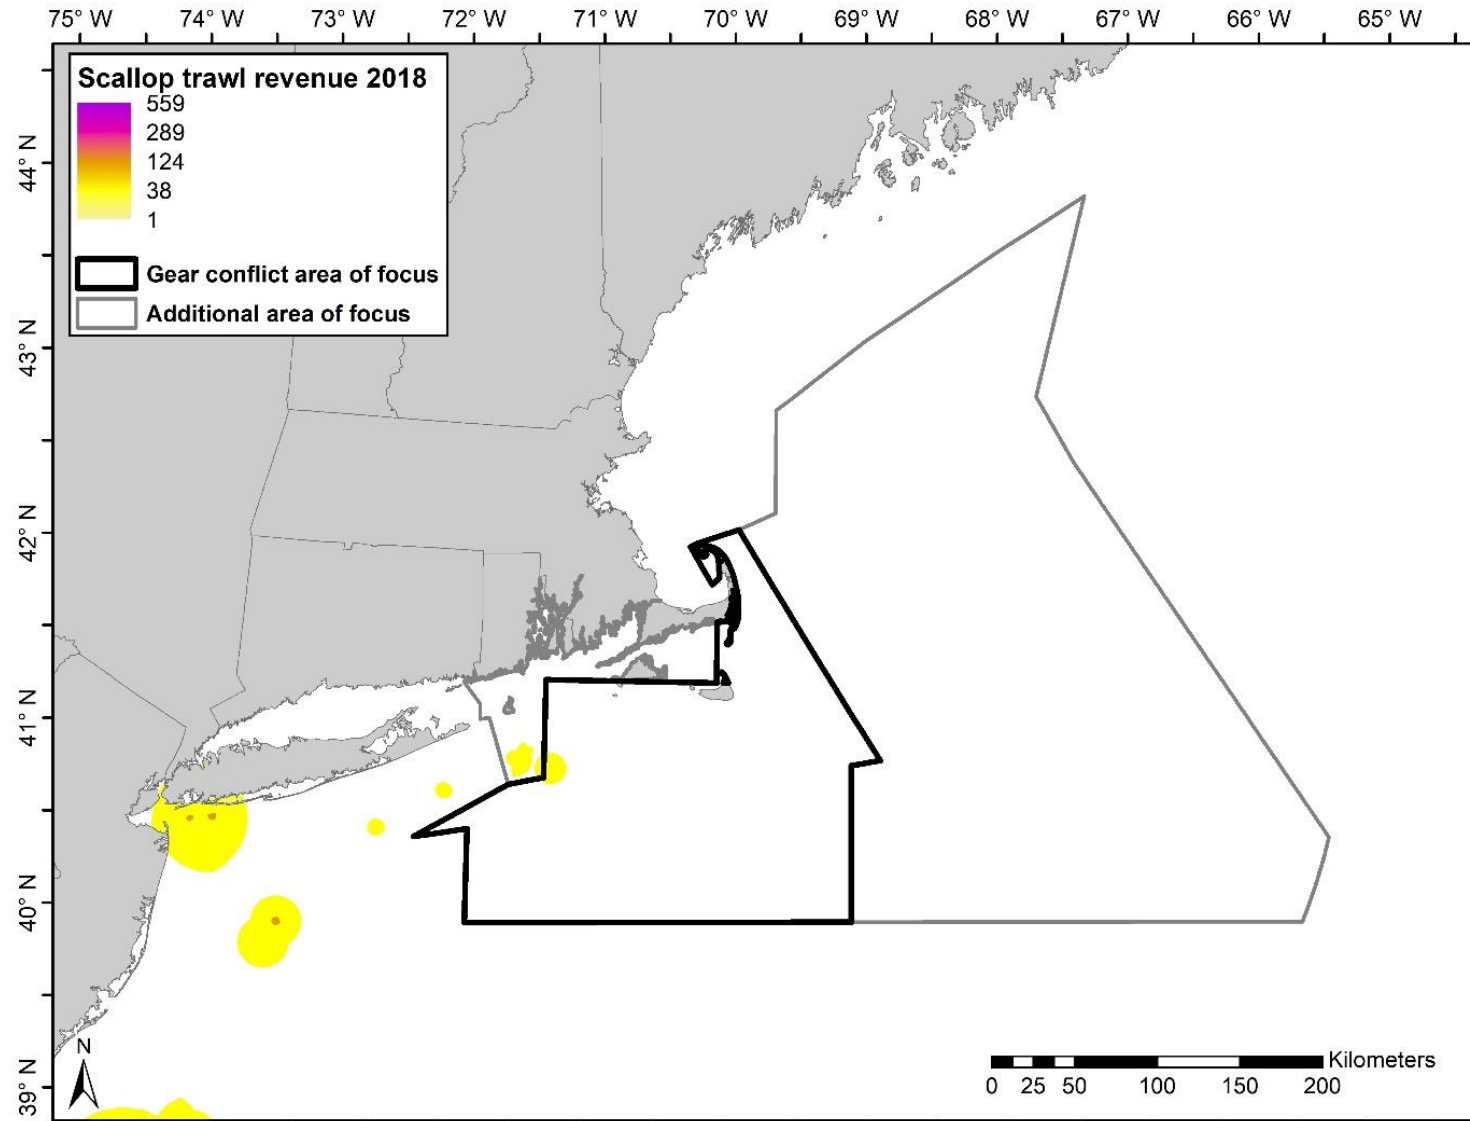 75° W 74° W 73° W 72° W 71° W 70° W 69° W 68° W 67° W 66° W 65° W
Scallop trawl revenue 2018
559
289
124
38
1
Gear conflict area of focus
Additional area of focus
44° N
43° N
42° N
41° N
40° N
39° N
N
Kilometers
0 25 50 100 150 200